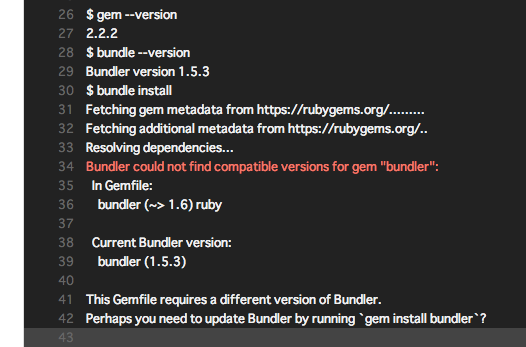 26 $ gem --version
27 2.2.2
28 $ bundle --version
29 Bundler version 1.5.3
30 $ bundle install
31 Fetching gem metadata from https://rubygems.org/.........
32 Fetching additional metadata from https://rubygems.org/..
33 Resolving dependencies...
34 Bundler could not find compatible versions for gem "bundler":
35 In Gemfile:
36 bundler (~> 1.6) ruby
37
38 Current Bundler version:
39 bundler (1.5.3)
40
41 This Gemfile requires a different version of Bundler.
42 Perhaps you need to update Bundler by running `gem install bundler`?
43